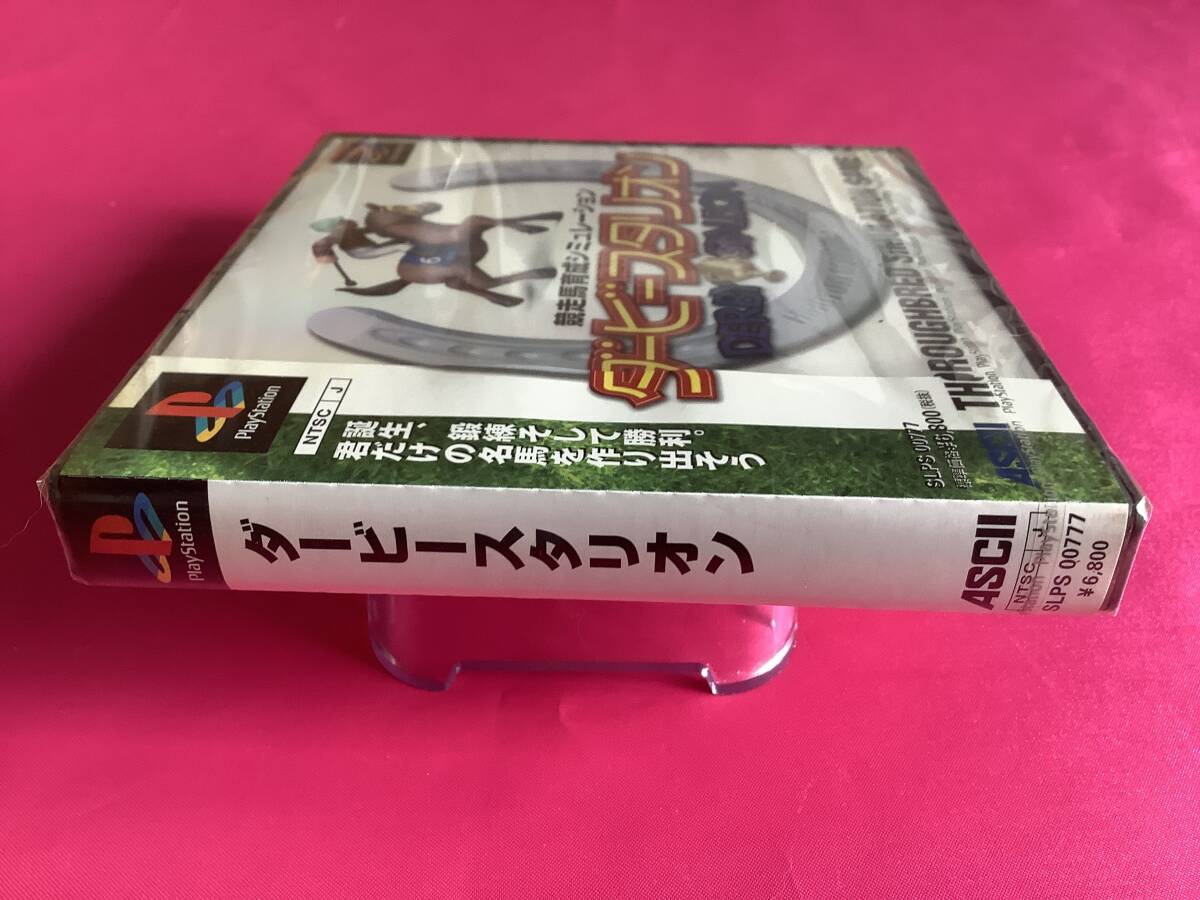 競走馬育成シミュレーション
ダービースタリオン
DERBY STALLION
6
THOROUGHBRED
PlayStation
NTSC J
誕生、鍛練そして勝利。
君だけの名馬を作り出そう
SLPS 00777
ASCII
PlayStation
ダービースタリオン
ASCII
NTSC J
SLPS 00777
¥6,800